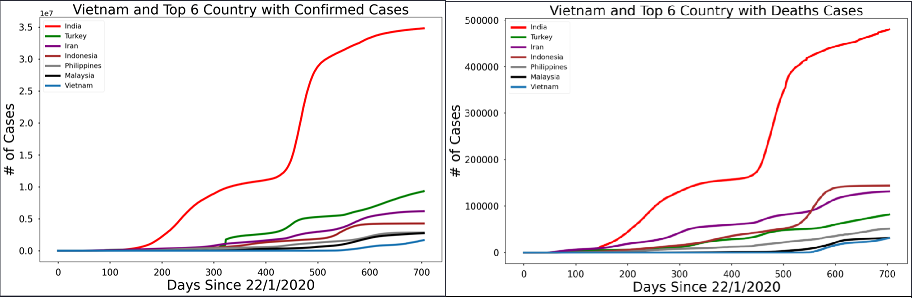 Vietnam and Top 6 Country with Confirmed Cases
1e7
3.5
3.0
2.5
2.0
1.5
1.0
0.5
0.0
# of Cases
India
Turkey
Iran
Indonesia
Philippines
Malaysia
Vietnam
0 100 200 300 400 500 600 700
Days Since 22/1/2020
Vietnam and Top 6 Country with Deaths Cases
500000
400000
300000
200000
100000
0
# of Cases
India
Turkey
Iran
Indonesia
Philippines
Malaysia
Vietnam
0 100 200 300 400 500 600 700
Days Since 22/1/2020